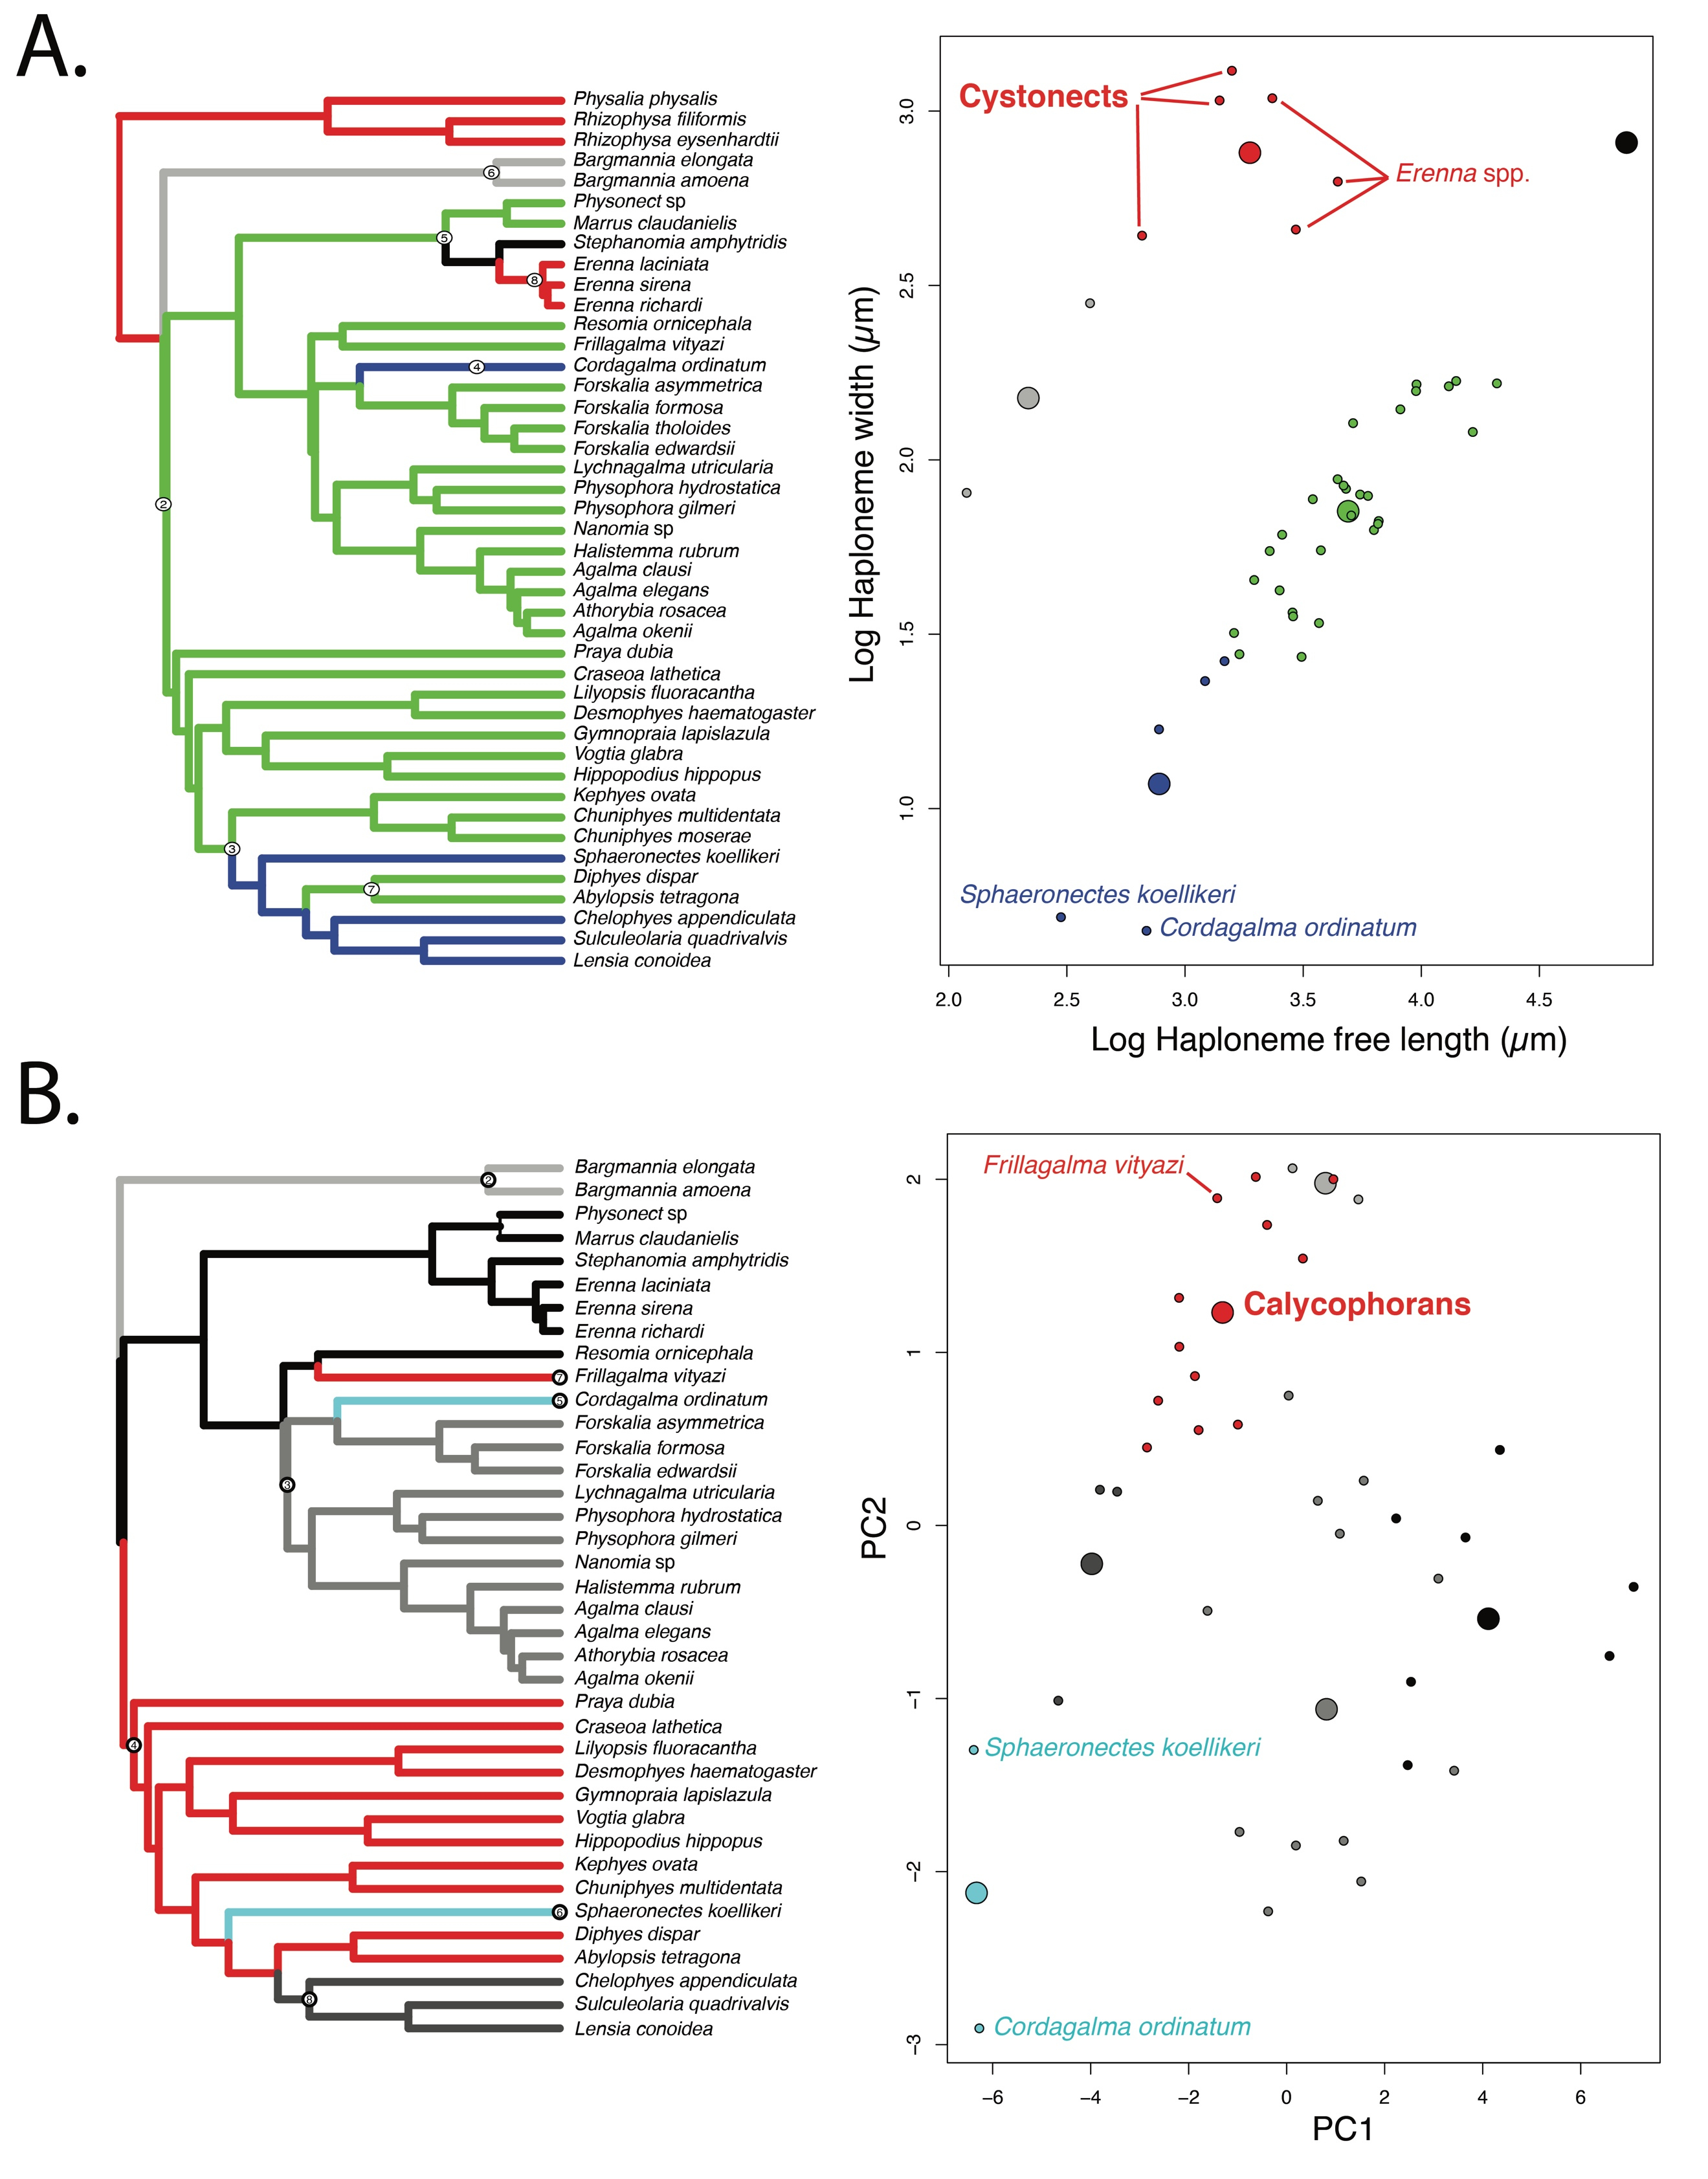 A.
Physalia physalis
Rhizophysa filiformis
Rhizophysa eysenhardtii
Bargmannia elongata
6
Bargmannia amoena
Physonect sp
Marrus claudanielis
5
Stephanomia amphytridis
Erenna laciniata
8
Erenna sirena
Erenna richardi
Resomia ornicephala
Frillagalma vityazi
Cordagalma ordinatum
4
Forskalia asymmetrica
Forskalia formosa
Forskalia tholoides
Forskalia edwardsii
Lychnagalma utricularia
Physophora hydrostatica
2
Physophora gilmeri
Nanomia sp
Halistemma rubrum
Agalma clausi
Agalma elegans
Athorybia rosacea
Agalma okenii
Praya dubia
Craseoa lathetica
Lilyopsis fluoracantha
Desmophyes haematogaster
Gymnopraia lapislazula
Vogtia glabra
Hippopodius hippopus
Kephyes ovata
Chuniphyes multidentata
Chuniphyes moserae
3
Sphaeronectes koellikeri
Diphyes dispar
7
Abylopsis tetragona
Chelophyes appendiculata
Sulculeolaria quadrivalvis
Lensia conoidea
Log Haploneme width (µm)
3.0
2.5
2.0
1.5
1.0
Cystonects
Erenna spp.
Sphaeronectes koellikeri
Cordagalma ordinatum
2.0 2.5 3.0 3.5 4.0 4.5
Log Haploneme free length (µm)
B.
Bargmannia elongata
2
Bargmannia amoena
Physonect sp
Marrus claudanielis
Stephanomia amphytridis
Erenna laciniata
Erenna sirena
Erenna richardi
Resomia ornicephala
Frillagalma vityazi
7
Cordagalma ordinatum
5
Forskalia asymmetrica
Forskalia formosa
Forskalia edwardsii
3
Lychnagalma utricularia
Physophora hydrostatica
Physophora gilmeri
Nanomia sp
Halistemma rubrum
Agalma clausi
Agalma elegans
Athorybia rosacea
Agalma okenii
Praya dubia
Craseoa lathetica
4
Lilyopsis fluoracantha
Desmophyes haematogaster
Gymnopraia lapislazula
Vogtia glabra
Hippopodius hippopus
Kephyes ovata
Chuniphyes multidentata
Sphaeronectes koellikeri
6
Diphyes dispar
Abylopsis tetragona
Chelophyes appendiculata
8
Sulculeolaria quadrivalvis
Lensia conoidea
PC2
2
1
0
−1
−2
−3
Frillagalma vityazi
Calycophorans
Sphaeronectes koellikeri
Cordagalma ordinatum
−6 −4 −2 0 2 4 6
PC1